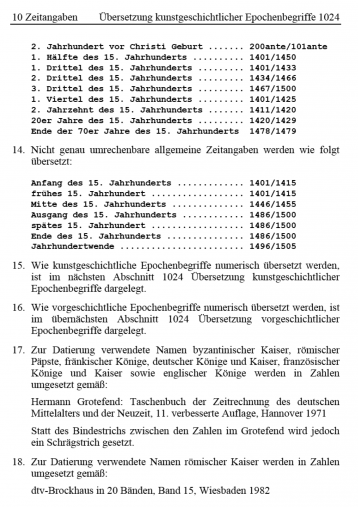 10 Zeitangaben Übersetzung kunstgeschichtlicher Epochenbegriffe 1024
2. Jahrhundert vor Christi Geburt ....... 200ante/101ante
1. Hälfte des 15. Jahrhunderts ......... 1401/1450
1. Drittel des 15. Jahrhunderts ........ 1401/1433
2. Drittel des 15. Jahrhunderts ........ 1434/1466
3. Drittel des 15. Jahrhunderts ........ 1467/1500
1. Viertel des 15. Jahrhunderts ........ 1401/1425
2. Jahrzehnt des 15. Jahrhunderts ...... 1411/1420
20er Jahre des 15. Jahrhunderts ........ 1420/1429
Ende der 70er Jahre des 15. Jahrhunderts 1478/1479
14. Nicht genau umrechenbare allgemeine Zeitangaben werden wie folgt
übersetzt:
Anfang des 15. Jahrhunderts ............ 1401/1415
frühes 15. Jahrhundert ................. 1401/1415
Mitte des 15. Jahrhunderts ............. 1446/1455
Ausgang des 15. Jahrhunderts ........... 1486/1500
spätes 15. Jahrhundert ................. 1486/1500
Ende des 15. Jahrhunderts .............. 1486/1500
Jahrhundertwende ....................... 1496/1505
15. Wie kunstgeschichtliche Epochenbegriffe numerisch übersetzt werden,
ist im nächsten Abschnitt 1024 Übersetzung kunstgeschichtlicher
Epochenbegriffe dargelegt.
16. Wie vorgeschichtliche Epochenbegriffe numerisch übersetzt werden, ist
im übernächsten Abschnitt 1024 Übersetzung vorgeschichtlicher
Epochenbegriffe dargelegt.
17. Zur Datierung verwendete Namen byzantinischer Kaiser, römischer
Päpste, fränkischer Könige, deutscher Könige und Kaiser, französischer
Könige und Kaiser sowie englischer Könige werden in Zahlen
umgesetzt gemäß:
Hermann Grotefend: Taschenbuch der Zeitrechnung des deutschen
Mittelalters und der Neuzeit, 11. verbesserte Auflage, Hannover 1971
Statt des Bindestrichs zwischen den Zahlen im Grotefend wird jedoch
ein Schrägstrich gesetzt.
18. Zur Datierung verwendete Namen römischer Kaiser werden in Zahlen
umgesetzt gemäß:
dtv-Brockhaus in 20 Bänden, Band 15, Wiesbaden 1982